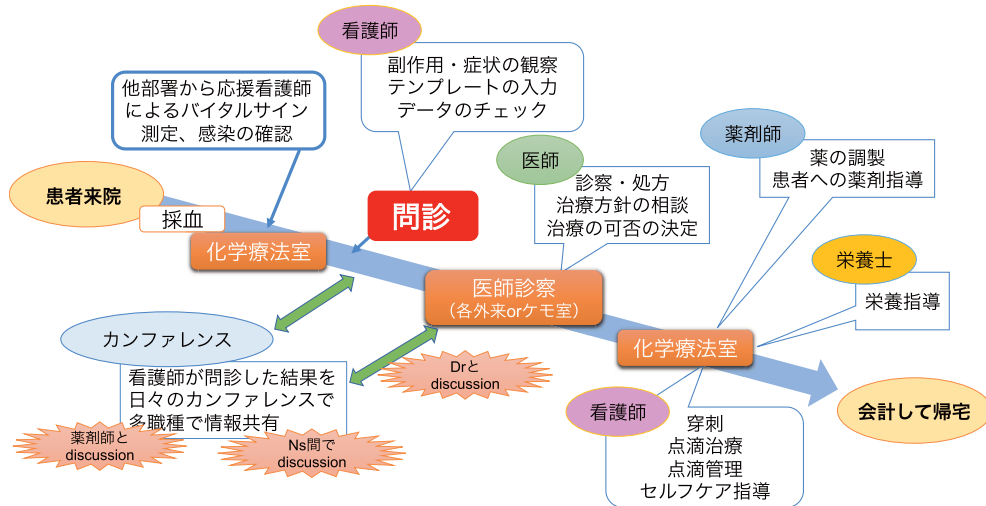 看護師
副作用・症状の観察
テンプレートの入力
データのチェック
他部署から応援看護師
によるバイタルサイン
測定、感染の確認
患者来院
採血
化学療法室
問診
医師
診察・処方
治療方針の相談
治療の可否の決定
医師診察
（各外来orケモ室）
薬剤師
薬の調製
患者への薬剤指導
栄養士
栄養指導
化学療法室
カンファレンス
看護師が問診した結果を
日々のカンファレンスで
多職種で情報共有
薬剤師と
discussion
Ns間で
discussion
Drと
discussion
看護師
穿刺
点滴治療
点滴管理
セルフケア指導
会計して帰宅